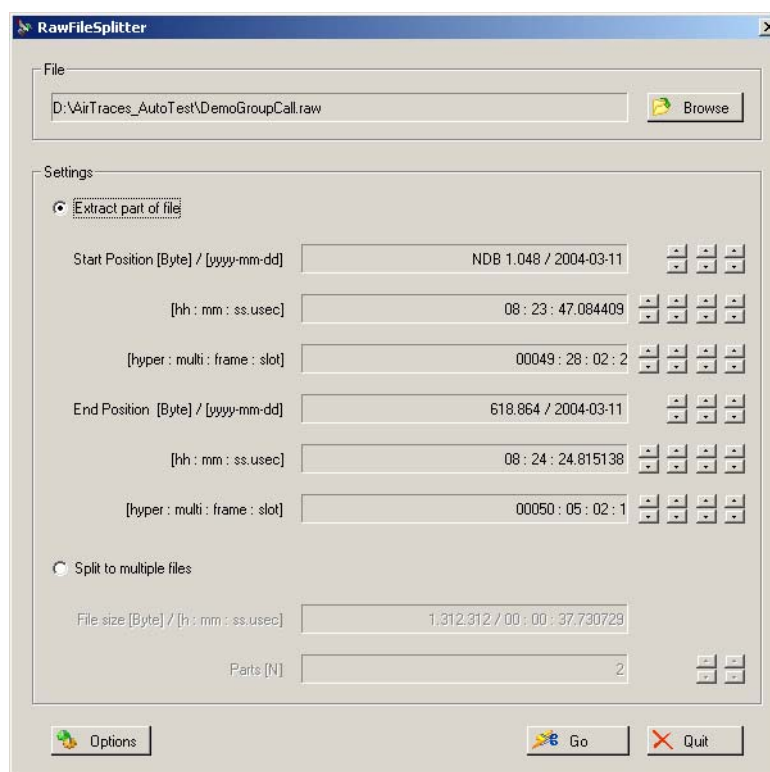 RawFileSplitter
File
D:\AirTraces_AutoTest\DemoGroupCall.raw
Browse
Settings
Extract part of file
Start Position [Byte] / [yyyy-mm-dd]
NDB 1.048 / 2004-03-11
[hh : mm : ss.usec]
08 : 23 : 47.084409
[hyper : multi : frame : slot]
00049 : 28 : 02 : 2
End Position [Byte] / [yyyy-mm-dd]
618.864 / 2004-03-11
[hh : mm : ss.usec]
08 : 24 : 24.815138
[hyper : multi : frame : slot]
00050 : 05 : 02 : 1
Split to multiple files
File size [Byte] / [h : mm : ss.usec]
1.312.312 / 00 : 00 : 37.730729
Parts [N]
2
Options
Go
Quit